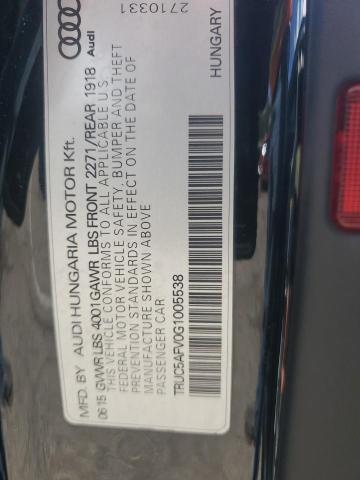 MFD. BY AUDI HUNGARIA MOTOR Kft.
06 15 GVWR LBS 4001 GAWR LBS FRONT 2271/REAR 1918 Audi
THIS VEHICLE CONFORMS TO ALL APPLICABLE U.S.
FEDERAL MOTOR VEHICLE SAFETY, BUMPER AND THEFT
PREVENTION STANDARDS IN EFFECT ON THE DATE OF
MANUFACTURE SHOWN ABOVE
PASSENGER CAR
TRUC5AFV0G1005538
HUNGARY
2710331